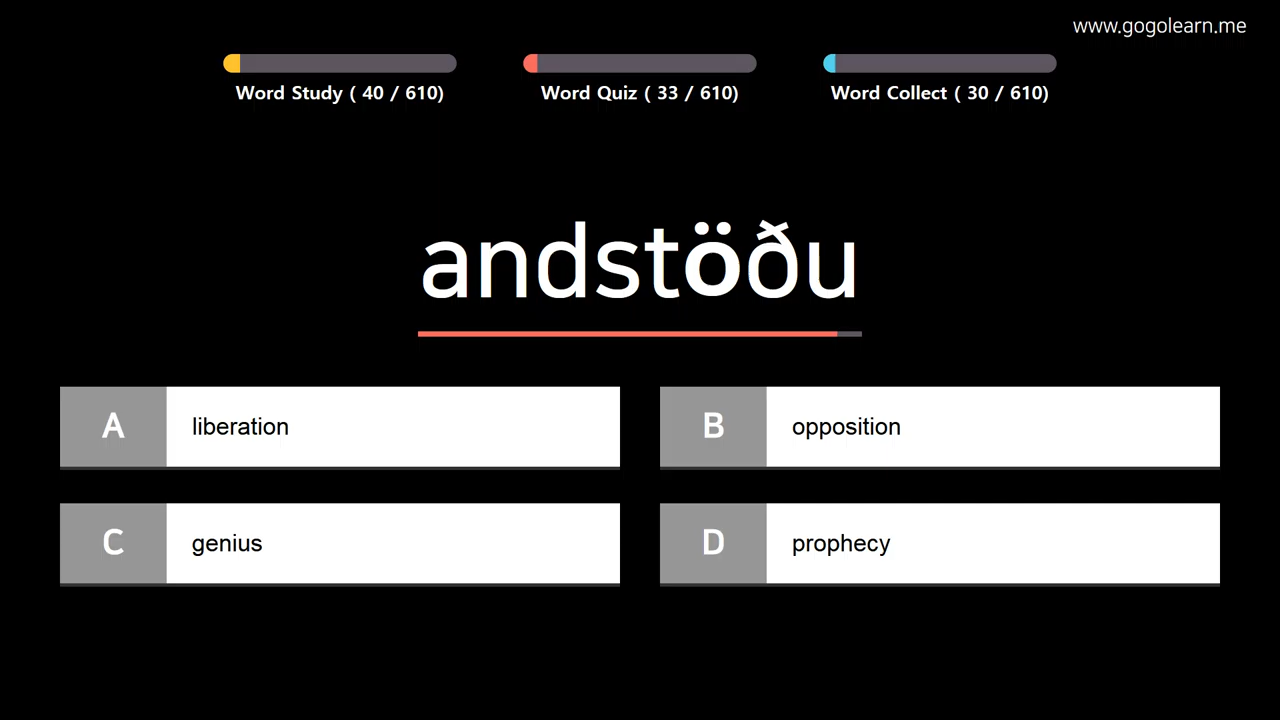 www.gogolearn.me
Word Study ( 40 / 610)
Word Quiz ( 33 / 610)
Word Collect ( 30 / 610)
andstöðu
A liberation
B opposition
C genius
D prophecy